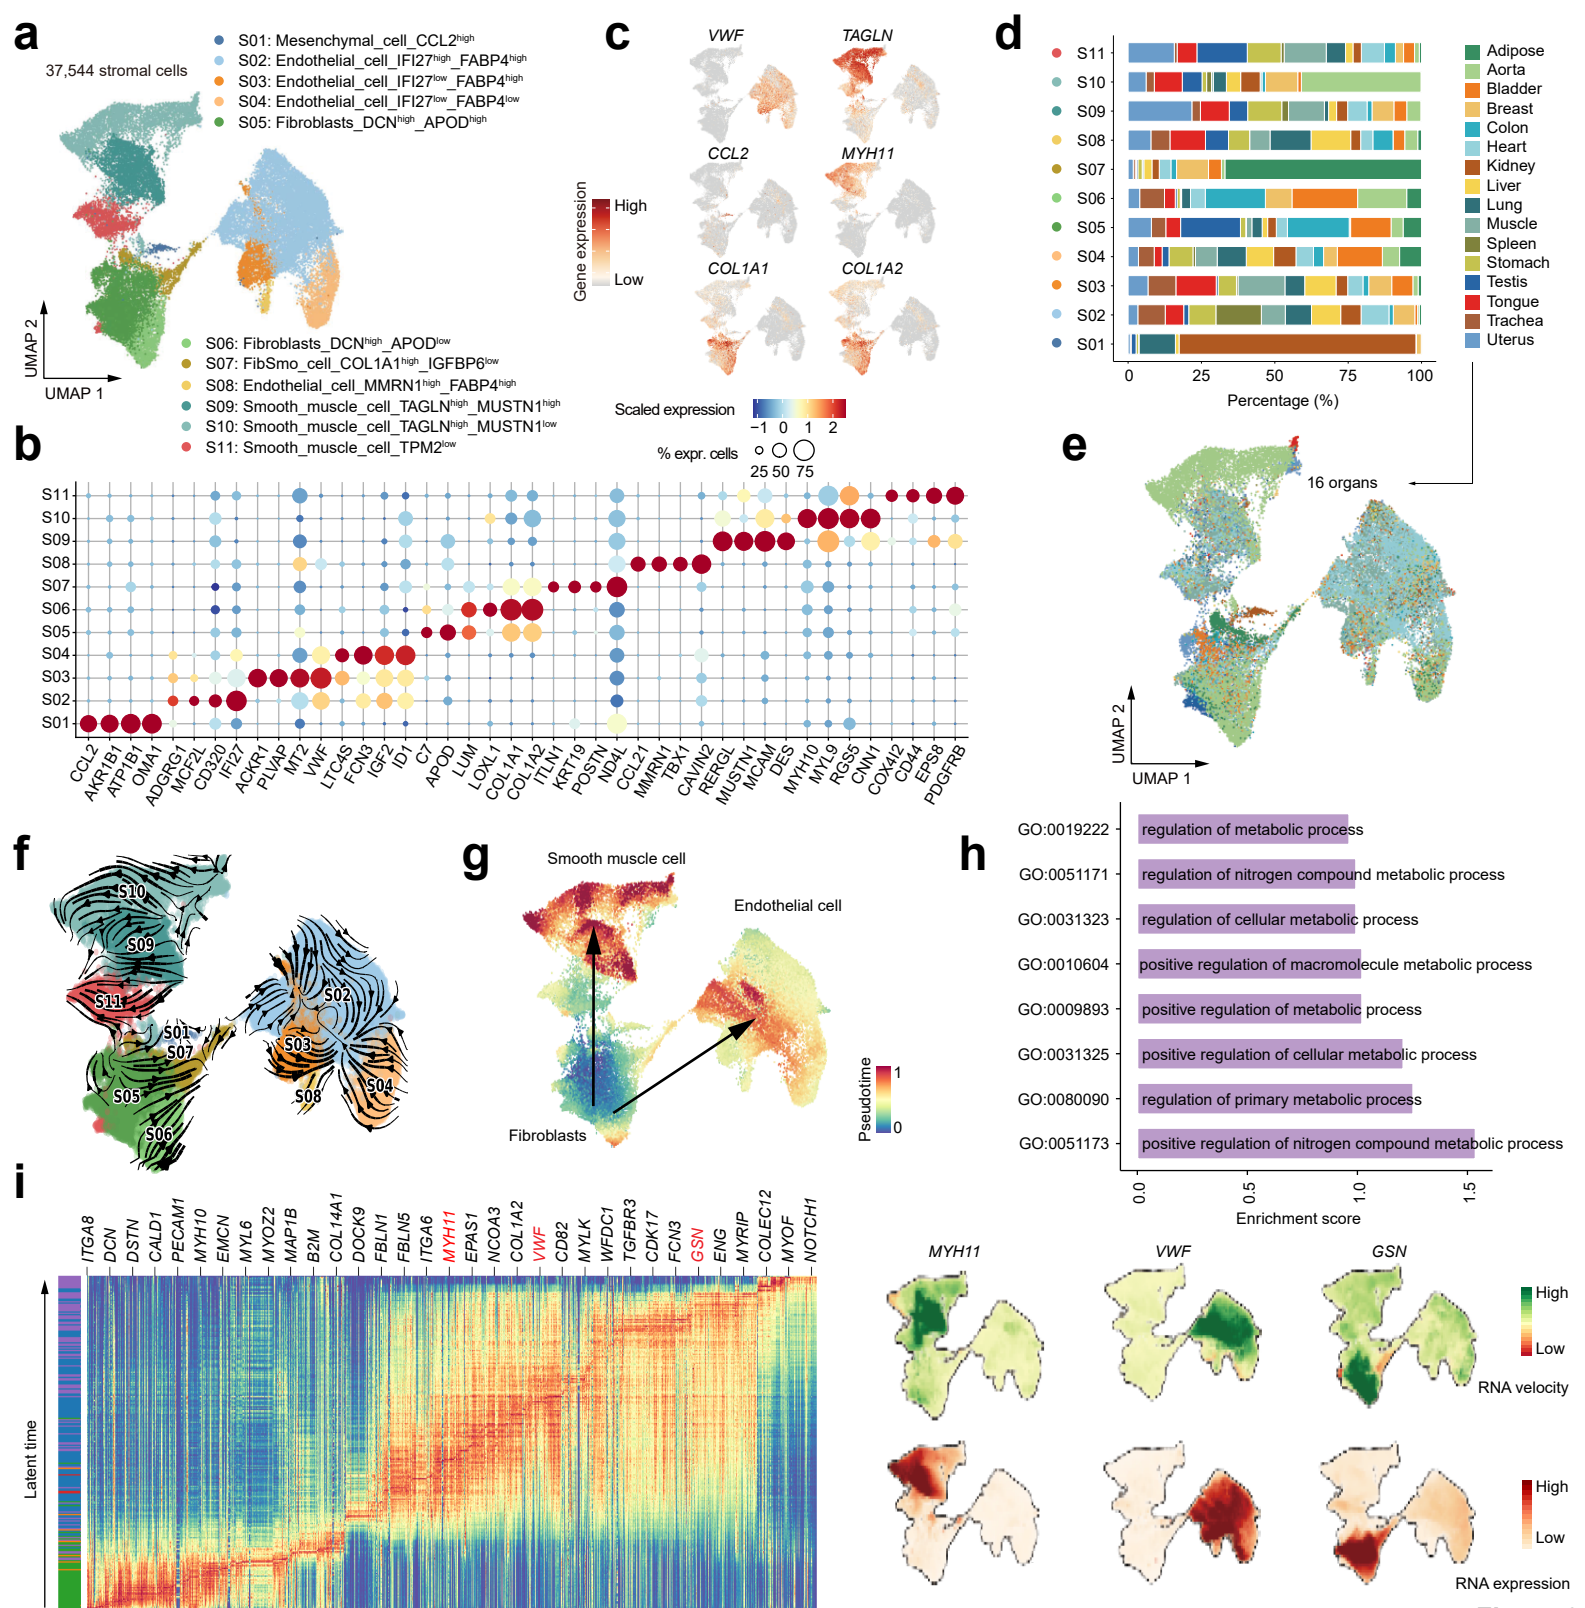 a
37,544 stromal cells
S01: Mesenchymal_cell_CCL2high
S02: Endothelial_cell_IFI27high_FABP4high
S03: Endothelial_cell_IFI27low_FABP4high
S04: Endothelial_cell_IFI27low_FABP4low
S05: Fibroblasts_DCNhigh_APODhigh
S06: Fibroblasts_DCNhigh_APODlow
S07: FibSmo_cell_COL1A1high_IGFBP6low
S08: Endothelial_cell_MMRN1high_FABP4high
S09: Smooth_muscle_cell_TAGLNhigh_MUSTN1high
S10: Smooth_muscle_cell_TAGLNhigh_MUSTN1low
S11: Smooth_muscle_cell_TPM2low
UMAP 2
UMAP 1
c
VWF
TAGLN
CCL2
MYH11
COL1A1
COL1A2
Gene expression
High
Low
d
S11
S10
S09
S08
S07
S06
S05
S04
S03
S02
S01
0
25
50
75
100
Percentage (%)
Adipose
Aorta
Bladder
Breast
Colon
Heart
Kidney
Liver
Lung
Muscle
Spleen
Stomach
Testis
Tongue
Trachea
Uterus
b
Scaled expression
−1 0 1 2
% expr. cells
25 50 75
S11
S10
S09
S08
S07
S06
S05
S04
S03
S02
S01
CCL2
AKR1B1
ATP1B1
OMA1
ADGRG1
MCF2L
CD320
IFI27
ACKR1
PLVAP
MT2
VWF
LTC4S
FCN3
IGF2
ID1
C7
APOD
LUM
LOXL1
COL1A1
COL1A2
ITLN1
KRT19
POSTN
ND4L
CCL21
MMRN1
TBX1
CAVIN2
RERGL
MUSTN1
MCAM
DES
MYH10
MYL9
RGS5
CNN1
COX4I2
CD44
EPS8
PDGFRB
e
16 organs
UMAP 2
UMAP 1
f
S10
S09
S11
S01
S07
S05
S06
S02
S03
S08
S04
g
Smooth muscle cell
Endothelial cell
Fibroblasts
Pseudotime
1
0
h
GO:0019222 regulation of metabolic process
GO:0051171 regulation of nitrogen compound metabolic process
GO:0031323 regulation of cellular metabolic process
GO:0010604 positive regulation of macromolecule metabolic process
GO:0009893 positive regulation of metabolic process
GO:0031325 positive regulation of cellular metabolic process
GO:0080090 regulation of primary metabolic process
GO:0051173 positive regulation of nitrogen compound metabolic process
0.0
0.5
1.0
1.5
Enrichment score
i
ITGA8
DCN
DSTN
CALD1
PECAM1
MYH10
EMCN
MYL6
MYOZ2
MAP1B
B2M
COL14A1
DOCK9
FBLN1
FBLN5
ITGA6
MYH11
EPAS1
NCOA3
COL1A2
VWF
CD82
MYLK
WFDC1
TGFBR3
CDK17
FCN3
GSN
ENG
MYRIP
COLEC12
MYOF
NOTCH1
Latent time
MYH11
VWF
GSN
High
Low
RNA velocity
High
Low
RNA expression